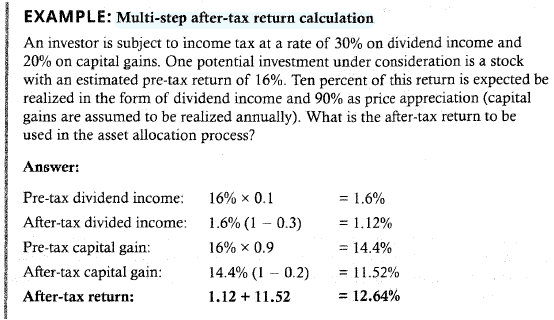 EXAMPLE: Multi-step after-tax return calculation
An investor is subject to income tax at a rate of 30% on dividend income and
20% on capital gains. One potential investment under consideration is a stock
with an estimated pre-tax return of 16%. Ten percent of this return is expected be
realized in the form of dividend income and 90% as price appreciation (capital
gains are assumed to be realized annually). What is the after-tax return to be
used in the asset allocation process?
Answer:
Pre-tax dividend income: 16% × 0.1 = 1.6%
After-tax divided income: 1.6% (1 – 0.3) = 1.12%
Pre-tax capital gain: 16% × 0.9 = 14.4%
After-tax capital gain: 14.4% (1 – 0.2) = 11.52%
After-tax return: 1.12 + 11.52 = 12.64%